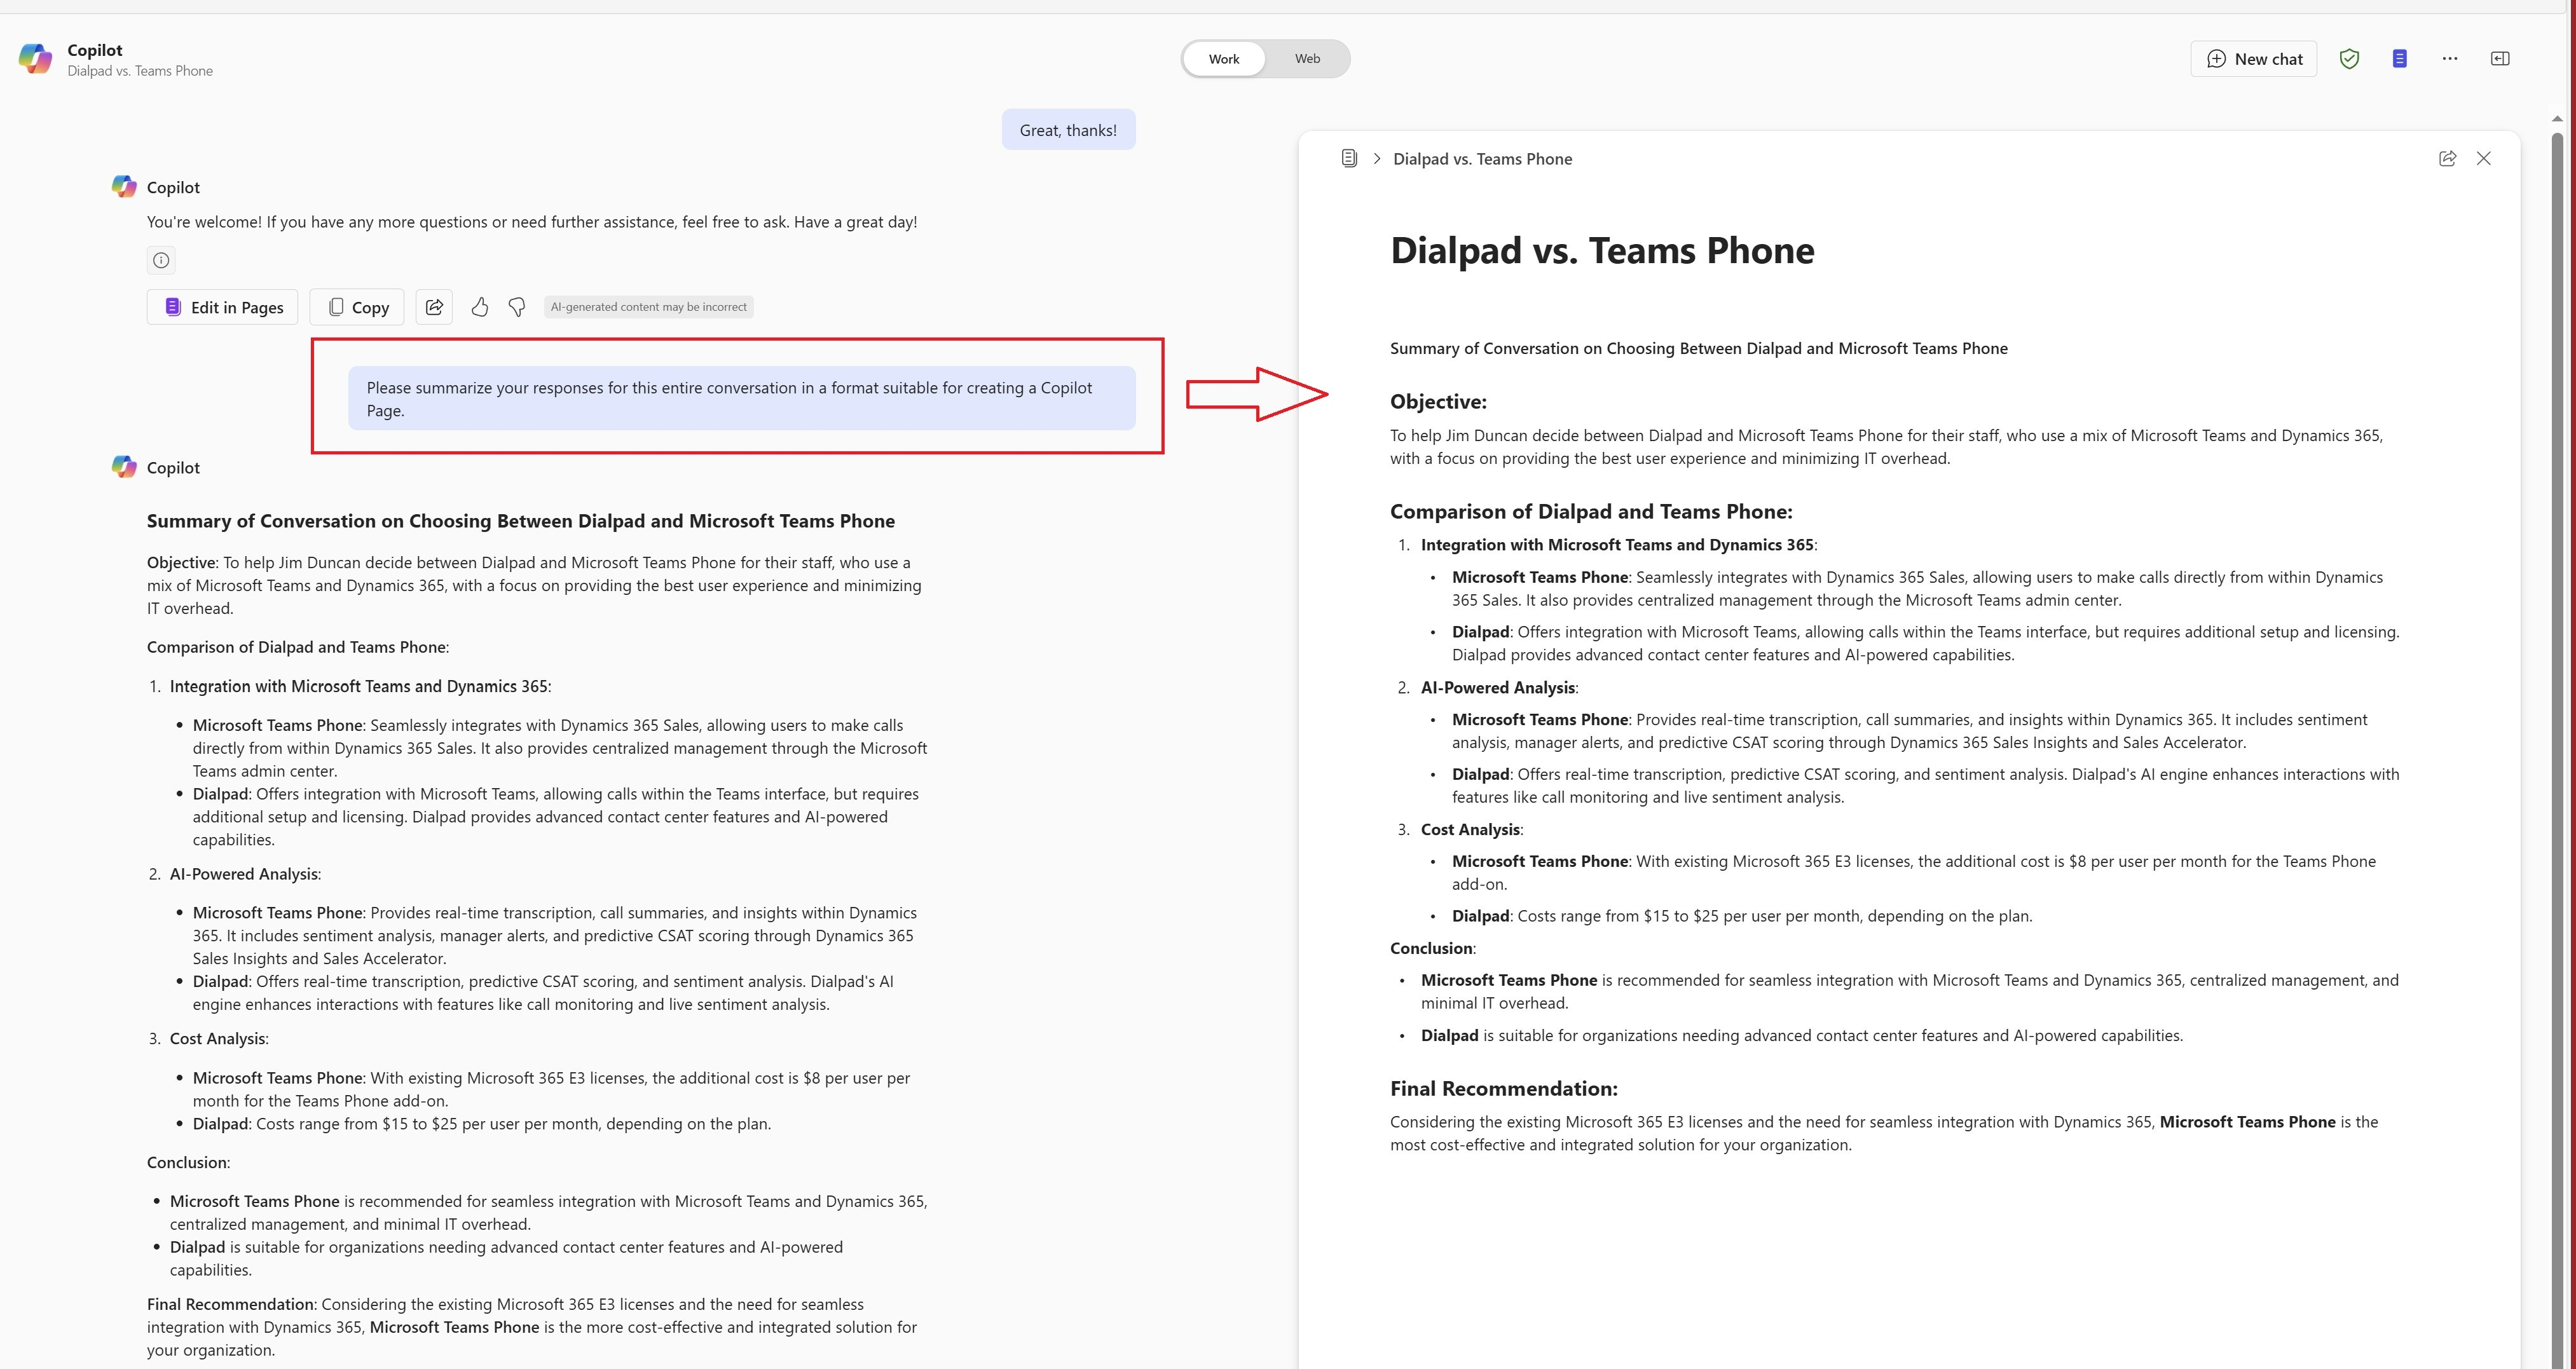 Copilot
Dialpad vs. Teams Phone
Work
Web
New chat
Great, thanks!
Copilot
You're welcome! If you have any more questions or need further assistance, feel free to ask. Have a great day!
Edit in Pages
Copy
AI-generated content may be incorrect
Please summarize your responses for this entire conversation in a format suitable for creating a Copilot
Page.
Copilot
Summary of Conversation on Choosing Between Dialpad and Microsoft Teams Phone
Objective: To help Jim Duncan decide between Dialpad and Microsoft Teams Phone for their staff, who use a
mix of Microsoft Teams and Dynamics 365, with a focus on providing the best user experience and minimizing
IT overhead.
Comparison of Dialpad and Teams Phone:
1. Integration with Microsoft Teams and Dynamics 365:
• Microsoft Teams Phone: Seamlessly integrates with Dynamics 365 Sales, allowing users to make calls
directly from within Dynamics 365 Sales. It also provides centralized management through the Microsoft
Teams admin center.
• Dialpad: Offers integration with Microsoft Teams, allowing calls within the Teams interface, but requires
additional setup and licensing. Dialpad provides advanced contact center features and AI-powered
capabilities.
2. AI-Powered Analysis:
• Microsoft Teams Phone: Provides real-time transcription, call summaries, and insights within Dynamics
365. It includes sentiment analysis, manager alerts, and predictive CSAT scoring through Dynamics 365
Sales Insights and Sales Accelerator.
• Dialpad: Offers real-time transcription, predictive CSAT scoring, and sentiment analysis. Dialpad's AI
engine enhances interactions with features like call monitoring and live sentiment analysis.
3. Cost Analysis:
• Microsoft Teams Phone: With existing Microsoft 365 E3 licenses, the additional cost is $8 per user per
month for the Teams Phone add-on.
• Dialpad: Costs range from $15 to $25 per user per month, depending on the plan.
Conclusion:
• Microsoft Teams Phone is recommended for seamless integration with Microsoft Teams and Dynamics 365,
centralized management, and minimal IT overhead.
• Dialpad is suitable for organizations needing advanced contact center features and AI-powered
capabilities.
Final Recommendation: Considering the existing Microsoft 365 E3 licenses and the need for seamless
integration with Dynamics 365, Microsoft Teams Phone is the more cost-effective and integrated solution for
your organization.
Dialpad vs. Teams Phone
Dialpad vs. Teams Phone
Summary of Conversation on Choosing Between Dialpad and Microsoft Teams Phone
Objective:
To help Jim Duncan decide between Dialpad and Microsoft Teams Phone for their staff, who use a mix of Microsoft Teams and Dynamics 365,
with a focus on providing the best user experience and minimizing IT overhead.
Comparison of Dialpad and Teams Phone:
1. Integration with Microsoft Teams and Dynamics 365:
• Microsoft Teams Phone: Seamlessly integrates with Dynamics 365 Sales, allowing users to make calls directly from within Dynamics
365 Sales. It also provides centralized management through the Microsoft Teams admin center.
• Dialpad: Offers integration with Microsoft Teams, allowing calls within the Teams interface, but requires additional setup and licensing.
Dialpad provides advanced contact center features and AI-powered capabilities.
2. AI-Powered Analysis:
• Microsoft Teams Phone: Provides real-time transcription, call summaries, and insights within Dynamics 365. It includes sentiment
analysis, manager alerts, and predictive CSAT scoring through Dynamics 365 Sales Insights and Sales Accelerator.
• Dialpad: Offers real-time transcription, predictive CSAT scoring, and sentiment analysis. Dialpad's AI engine enhances interactions with
features like call monitoring and live sentiment analysis.
3. Cost Analysis:
• Microsoft Teams Phone: With existing Microsoft 365 E3 licenses, the additional cost is $8 per user per month for the Teams Phone
add-on.
• Dialpad: Costs range from $15 to $25 per user per month, depending on the plan.
Conclusion:
• Microsoft Teams Phone is recommended for seamless integration with Microsoft Teams and Dynamics 365, centralized management, and
minimal IT overhead.
• Dialpad is suitable for organizations needing advanced contact center features and AI-powered capabilities.
Final Recommendation:
Considering the existing Microsoft 365 E3 licenses and the need for seamless integration with Dynamics 365, Microsoft Teams Phone is the
most cost-effective and integrated solution for your organization.